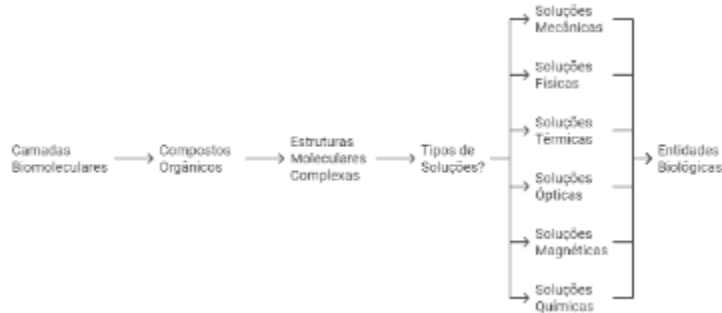 Camadas
Biomoleculares
Compostos
Orgânicos
Estruturas
Moleculares
Complexas
Tipos de
Soluções?
Soluções
Mecânicas
Soluções
Físicas
Soluções
Térmicas
Soluções
Ópticas
Soluções
Magnéticas
Soluções
Químicas
Entidades
Biológicas